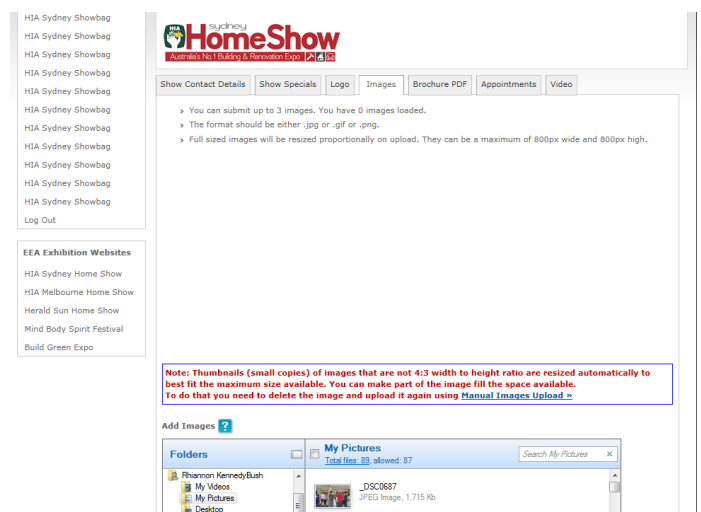 HIA Sydney Showbag
HIA Sydney Showbag
HIA Sydney Showbag
HIA Sydney Showbag
HIA Sydney Showbag
HIA Sydney Showbag
HIA Sydney Showbag
HIA Sydney Showbag
HIA Sydney Showbag
HIA Sydney Showbag
HIA Sydney Showbag
Log Out
EEA Exhibition Websites
HIA Sydney Home Show
HIA Melbourne Home Show
Herald Sun Home Show
Mind Body Spirit Festival
Build Green Expo
HIA
sydney
HomeShow
Australia's No.1 Building & Renovation Expo
Show Contact Details Show Specials Logo Images Brochure PDF Appointments Video
You can submit up to 3 images. You have 0 images loaded.
The format should be either .jpg or .gif or .png.
Full sized images will be resized proportionally on upload. They can be a maximum of 800px wide and 800px high.
Note: Thumbnails (small copies) of images that are not 4:3 width to height ratio are resized automatically to
best fit the maximum size available. You can make part of the image fill the space available.
To do that you need to delete the image and upload it again using Manual Images Upload »
Add Images ?
Folders
My Pictures
Total files: 89, allowed: 87
Search My Pictures
Rhiannon KennedyBush
My Videos
My Pictures
Desktop
_DSC0687
JPEG Image, 1,715 Kb